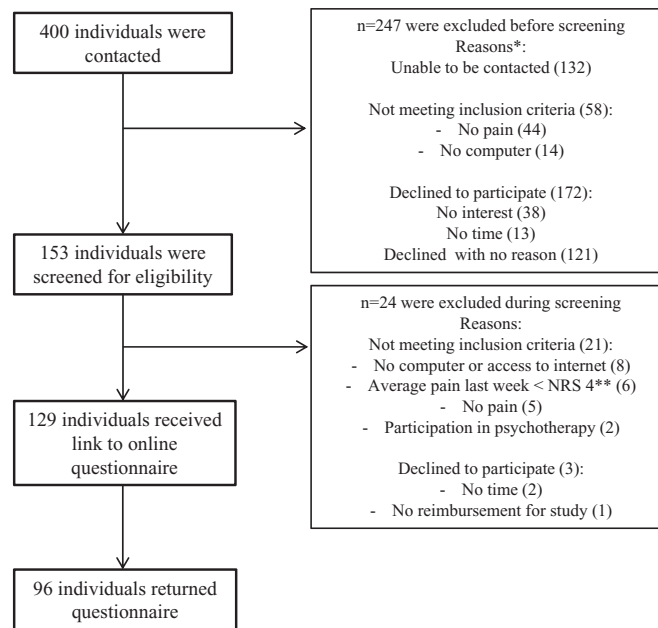 400 individuals were
contacted
n=247 were excluded before screening
Reasons*:
Unable to be contacted (132)
Not meeting inclusion criteria (58):
- No pain (44)
- No computer (14)
Declined to participate (172):
No interest (38)
No time (13)
Declined with no reason (121)
153 individuals were
screened for eligibility
n=24 were excluded during screening
Reasons:
Not meeting inclusion criteria (21):
- No computer or access to internet (8)
- Average pain last week < NRS 4** (6)
- No pain (5)
- Participation in psychotherapy (2)
Declined to participate (3):
- No time (2)
- No reimbursement for study (1)
129 individuals received
link to online
questionnaire
96 individuals returned
questionnaire